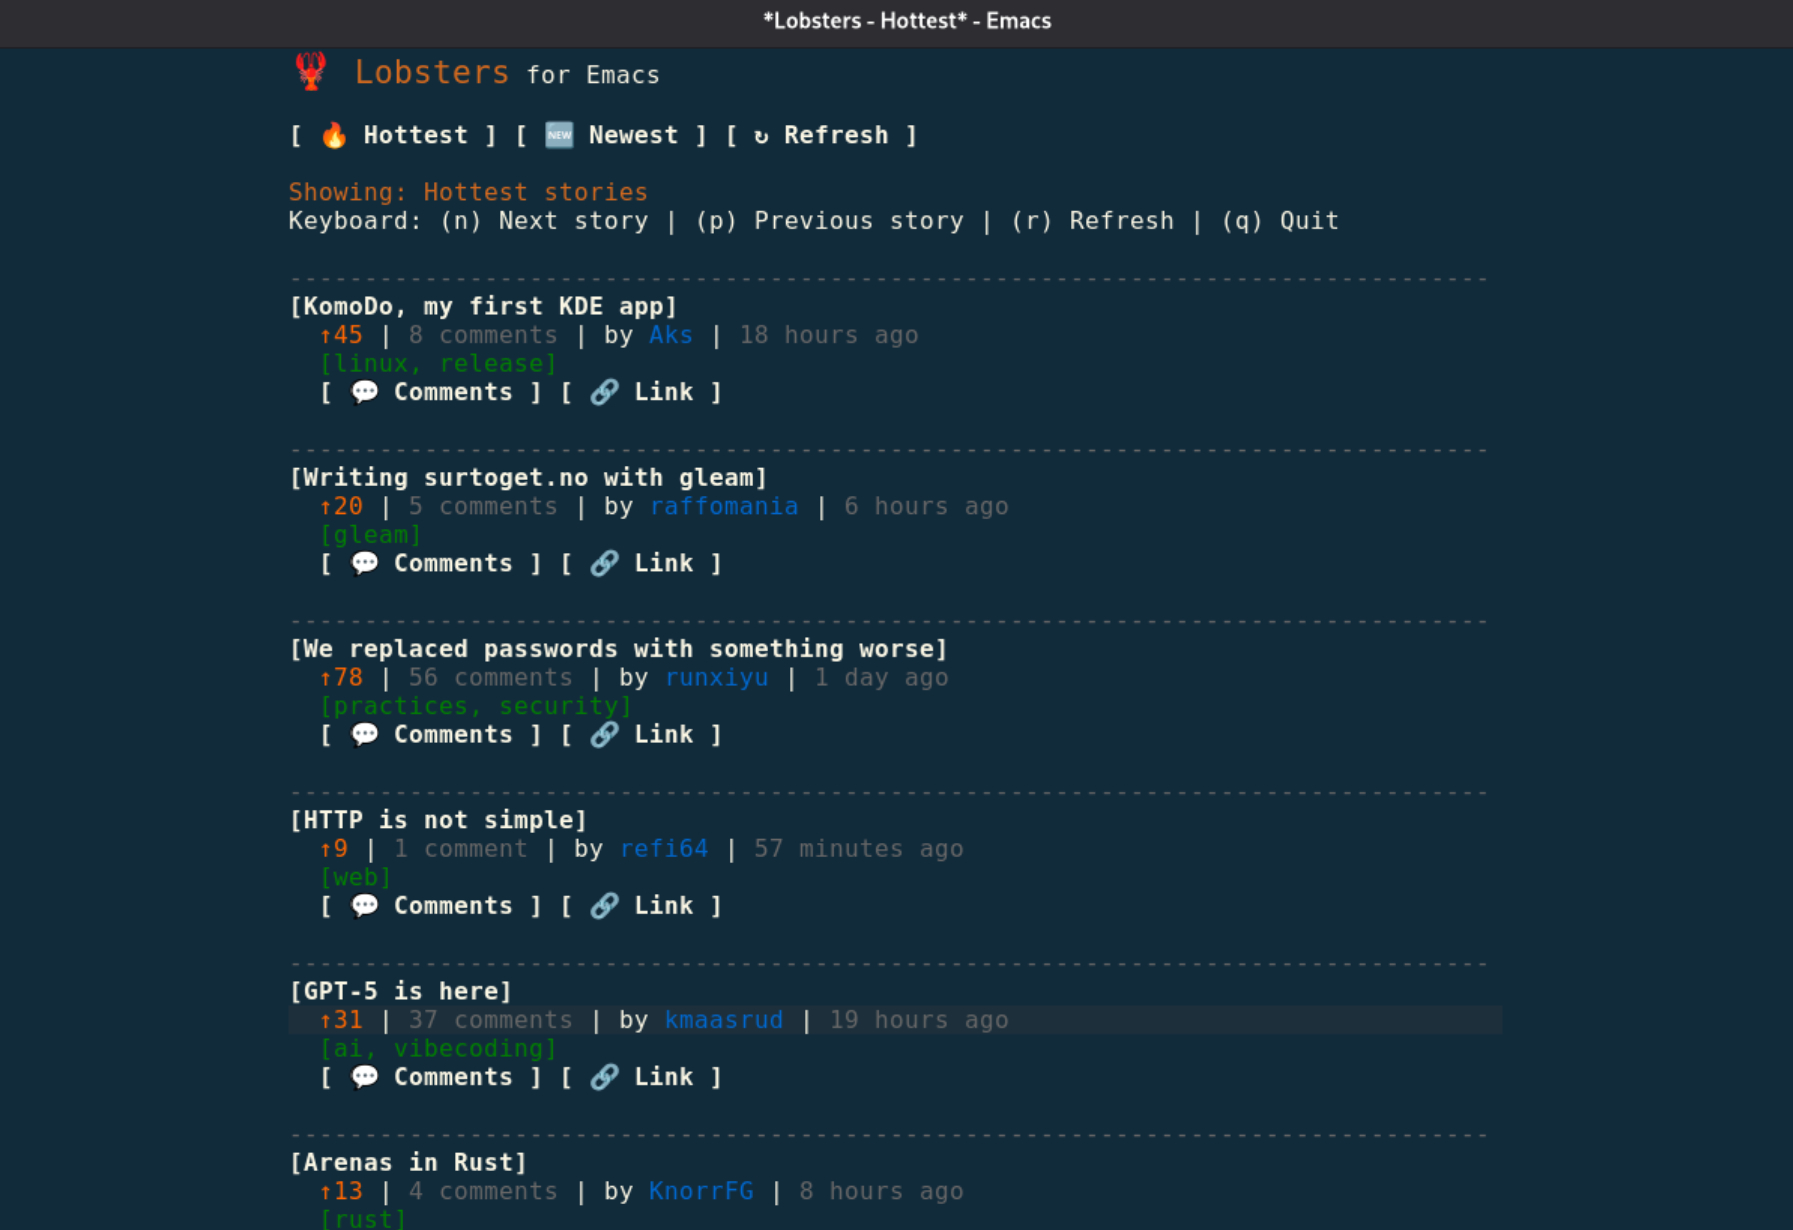 *Lobsters - Hottest* - Emacs
🦞 Lobsters for Emacs
[ 🔥 Hottest ] [ 🆕 Newest ] [ ↻ Refresh ]
Showing: Hottest stories
Keyboard: (n) Next story | (p) Previous story | (r) Refresh | (q) Quit
--------------------------------------------------------------------------------
[KomoDo, my first KDE app]
↑45 | 8 comments | by Aks | 18 hours ago
[linux, release]
[ 💬 Comments ] [ 🔗 Link ]
--------------------------------------------------------------------------------
[Writing surtoget.no with gleam]
↑20 | 5 comments | by raffomania | 6 hours ago
[gleam]
[ 💬 Comments ] [ 🔗 Link ]
--------------------------------------------------------------------------------
[We replaced passwords with something worse]
↑78 | 56 comments | by runxiyu | 1 day ago
[practices, security]
[ 💬 Comments ] [ 🔗 Link ]
--------------------------------------------------------------------------------
[HTTP is not simple]
↑9 | 1 comment | by refi64 | 57 minutes ago
[web]
[ 💬 Comments ] [ 🔗 Link ]
--------------------------------------------------------------------------------
[GPT-5 is here]
↑31 | 37 comments | by kmaasrud | 19 hours ago
[ai, vibecoding]
[ 💬 Comments ] [ 🔗 Link ]
--------------------------------------------------------------------------------
[Arenas in Rust]
↑13 | 4 comments | by KnorrFG | 8 hours ago
[rust]